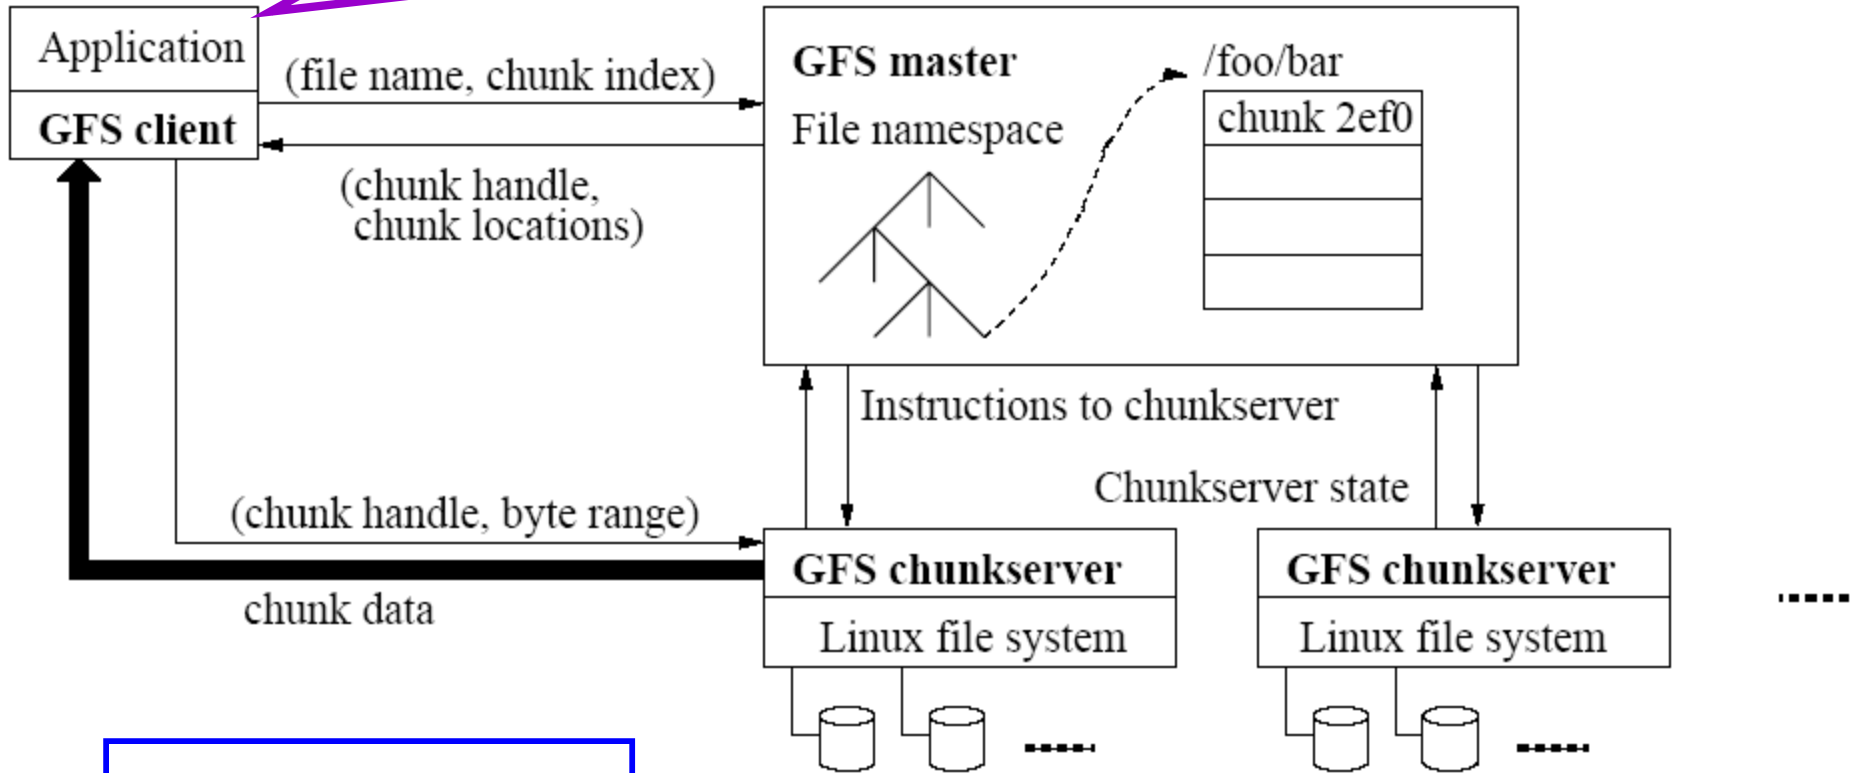 Application
GFS client
(file name, chunk index)
(chunk handle,
chunk locations)
GFS master
File namespace
/foo/bar
chunk 2ef0
Instructions to chunkserver
Chunkserver state
(chunk handle, byte range)
chunk data
GFS chunkserver
Linux file system
GFS chunkserver
Linux file system